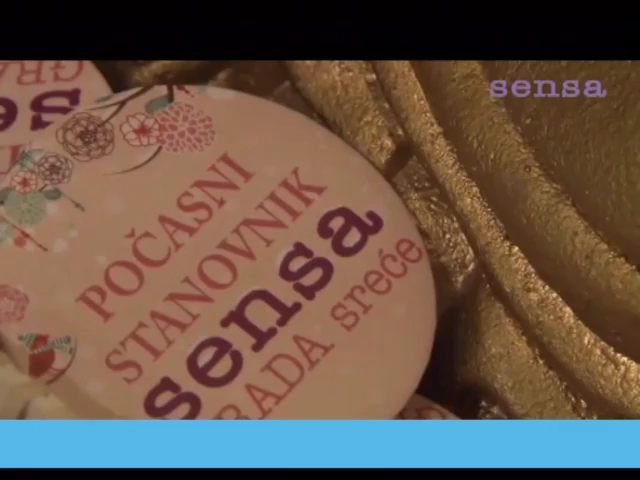 sensa
POČASNI
STANOVNIK
sensa
GRADA sreće